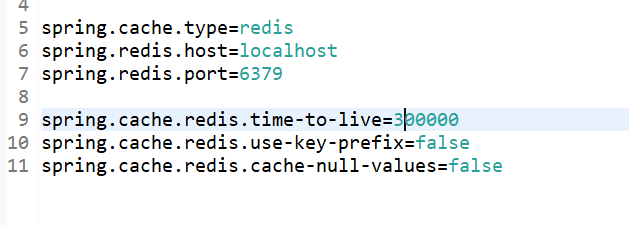 4
5 spring.cache.type=redis
6 spring.redis.host=localhost
7 spring.redis.port=6379
8
9 spring.cache.redis.time-to-live=300000
10 spring.cache.redis.use-key-prefix=false
11 spring.cache.redis.cache-null-values=false